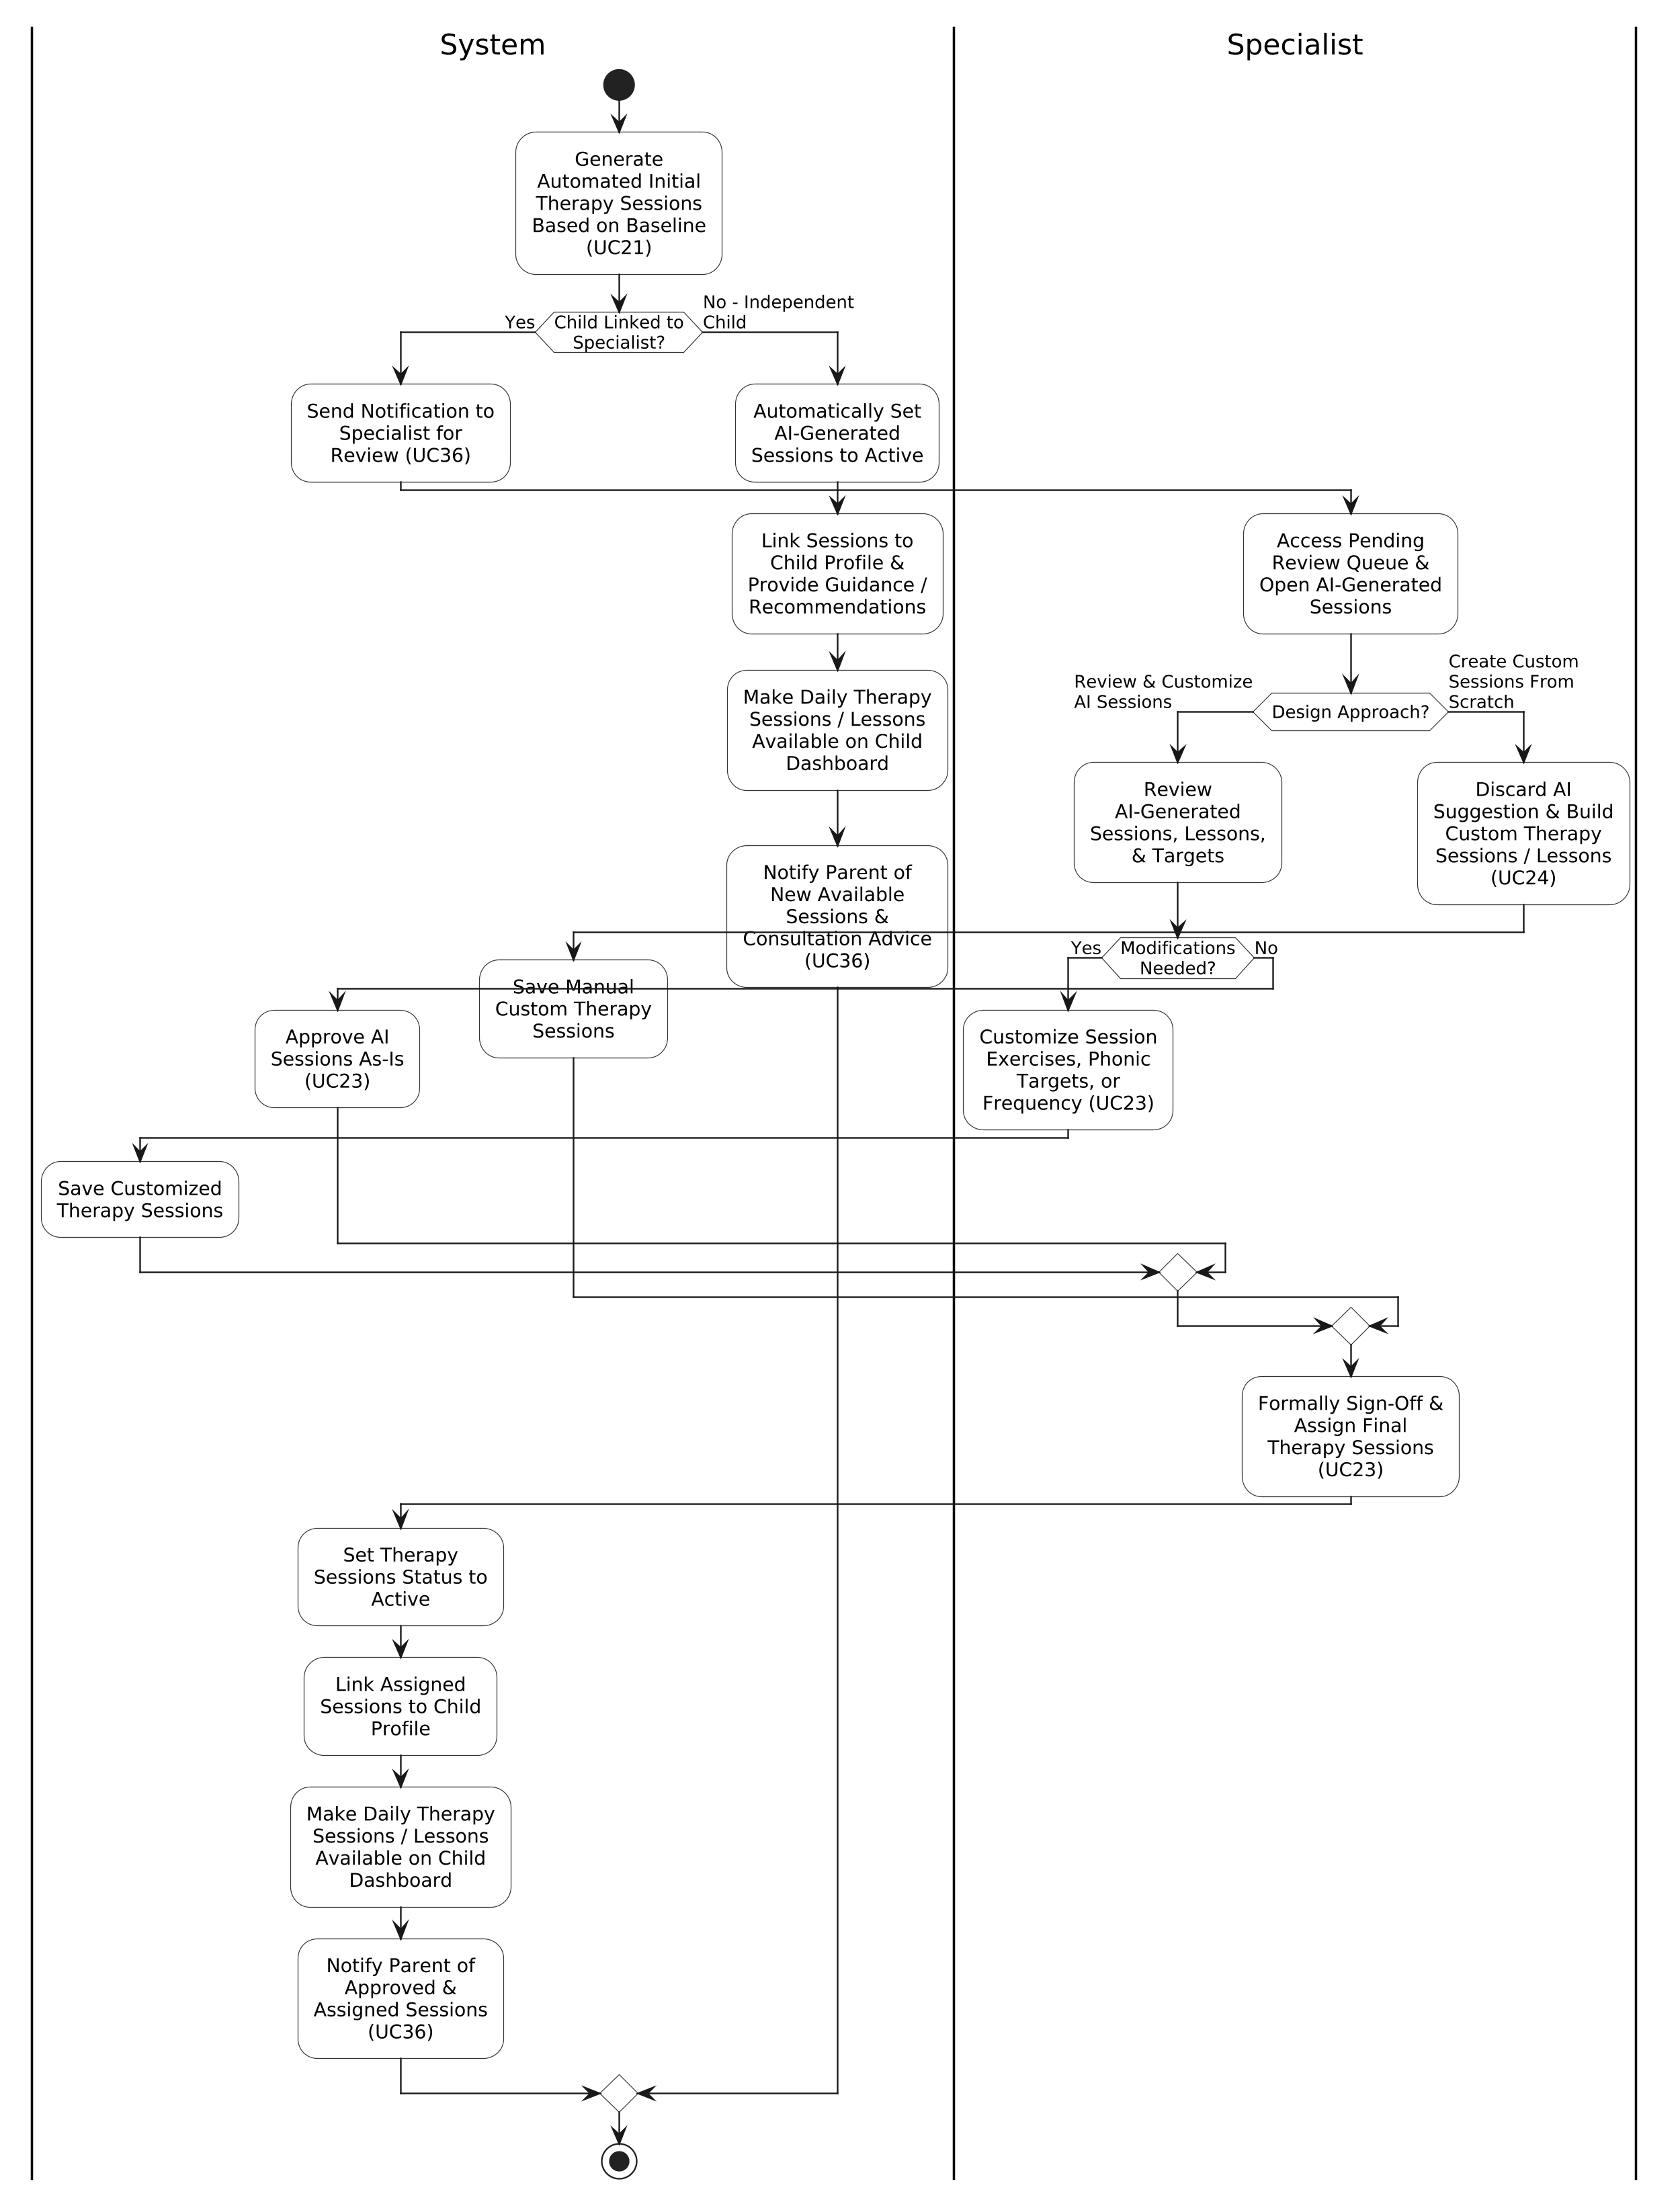 System
Specialist
Generate
Automated Initial
Therapy Sessions
Based on Baseline
(UC21)
Child Linked to
Specialist?
Yes
No - Independent
Child
Send Notification to
Specialist for
Review (UC36)
Automatically Set
AI-Generated
Sessions to Active
Link Sessions to
Child Profile &
Provide Guidance /
Recommendations
Access Pending
Review Queue &
Open AI-Generated
Sessions
Make Daily Therapy
Sessions / Lessons
Available on Child
Dashboard
Design Approach?
Review & Customize
AI Sessions
Create Custom
Sessions From
Scratch
Review
AI-Generated
Sessions, Lessons,
& Targets
Discard AI
Suggestion & Build
Custom Therapy
Sessions / Lessons
(UC24)
Notify Parent of
New Available
Sessions &
Consultation Advice
(UC36)
Modifications
Needed?
Yes
No
Save Manual
Custom Therapy
Sessions
Approve AI
Sessions As-Is
(UC23)
Customize Session
Exercises, Phonic
Targets, or
Frequency (UC23)
Save Customized
Therapy Sessions
Formally Sign-Off &
Assign Final
Therapy Sessions
(UC23)
Set Therapy
Sessions Status to
Active
Link Assigned
Sessions to Child
Profile
Make Daily Therapy
Sessions / Lessons
Available on Child
Dashboard
Notify Parent of
Approved &
Assigned Sessions
(UC36)